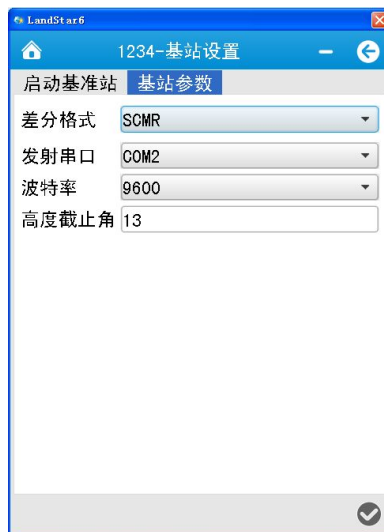 LandStar6
1234-基站设置
启动基准站 基站参数
差分格式 SCMR
发射串口 COM2
波特率 9600
高度截止角 13